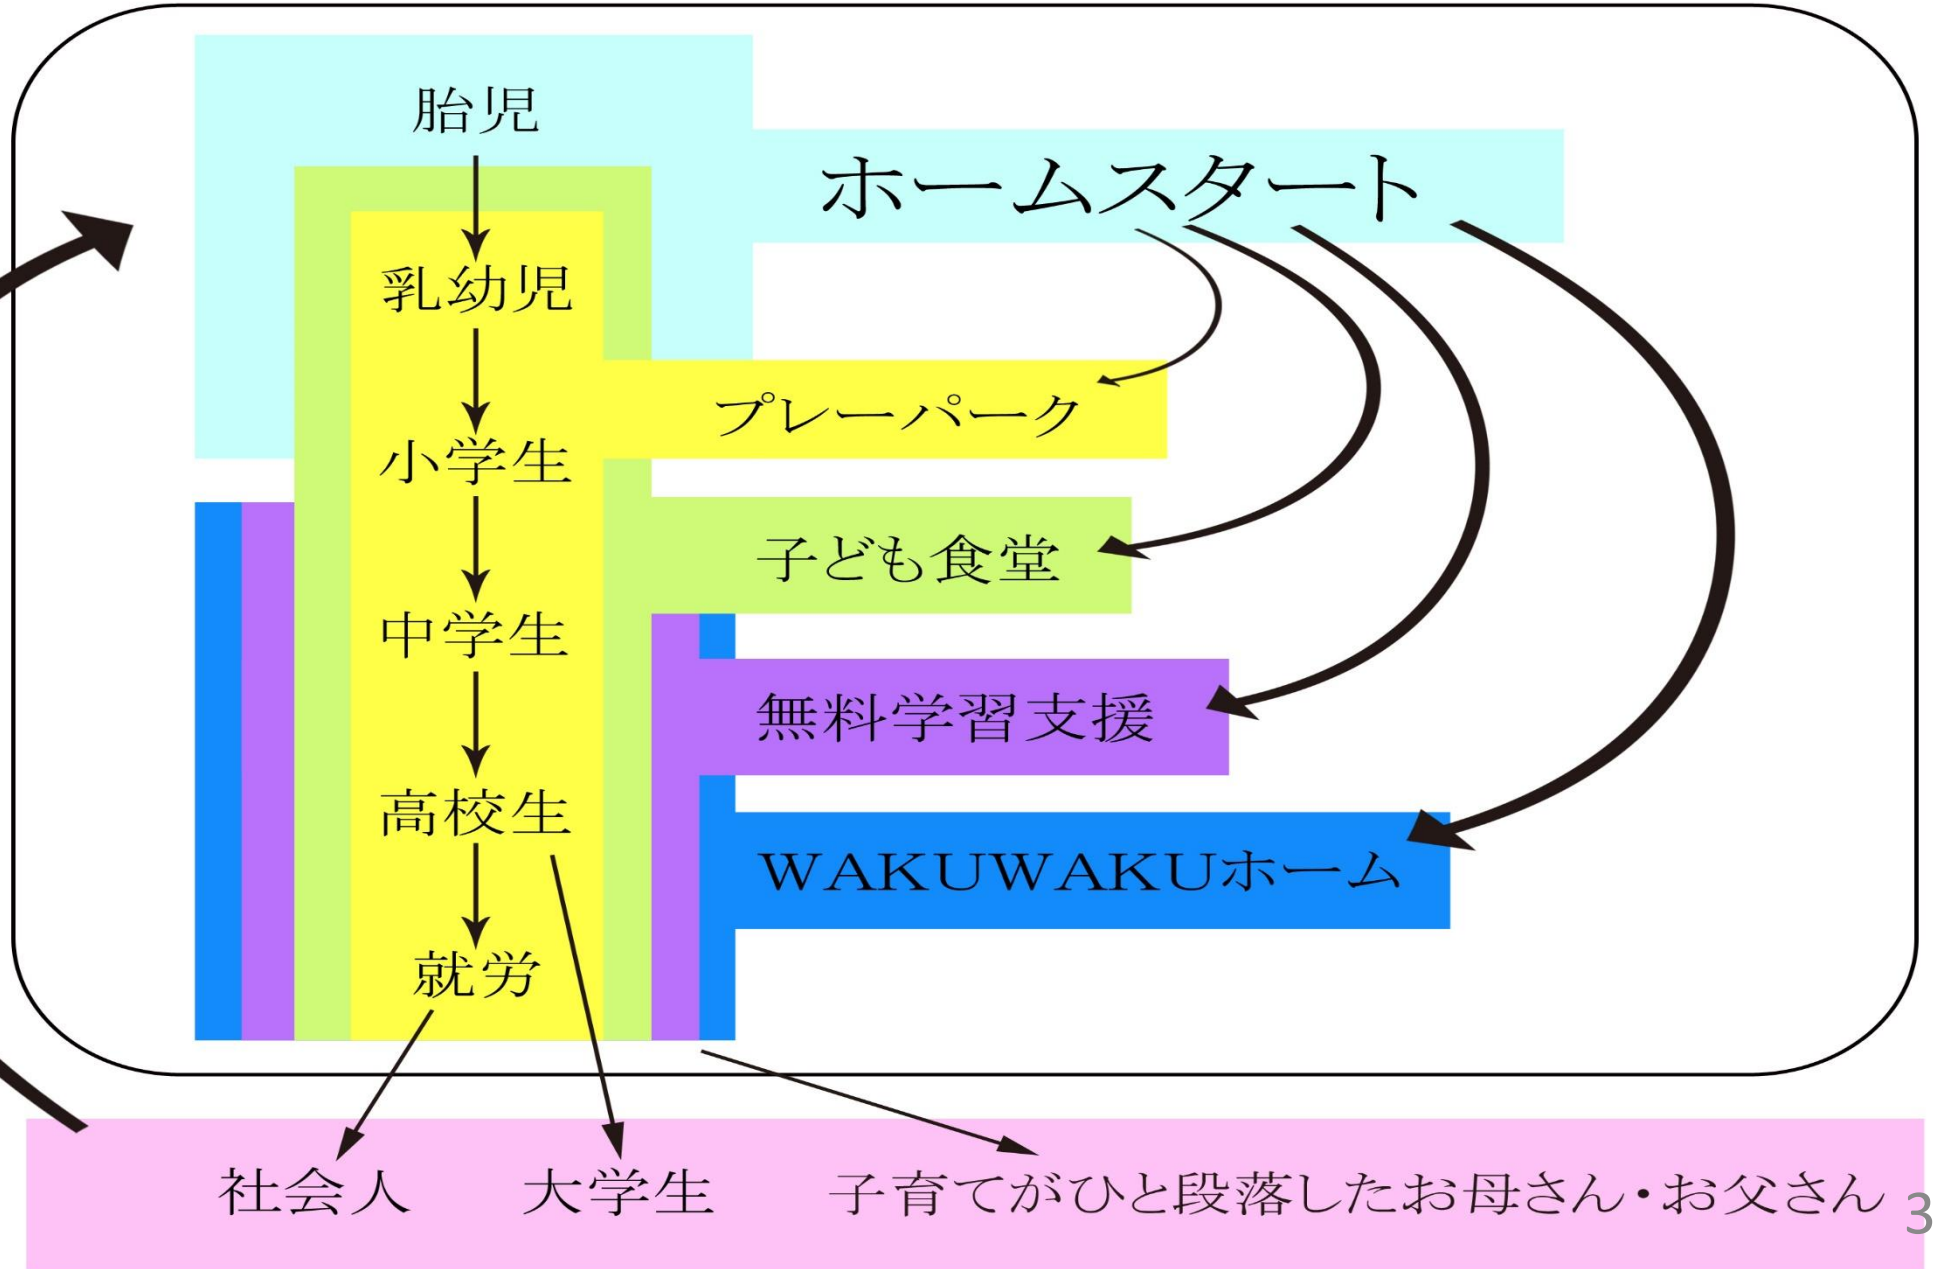 胎児
ホームスタート
乳幼児
プレーパーク
小学生
子ども食堂
中学生
無料学習支援
高校生
WAKUWAKUホーム
就労
社会人
大学生
子育てがひと段落したお母さん・お父さん
3